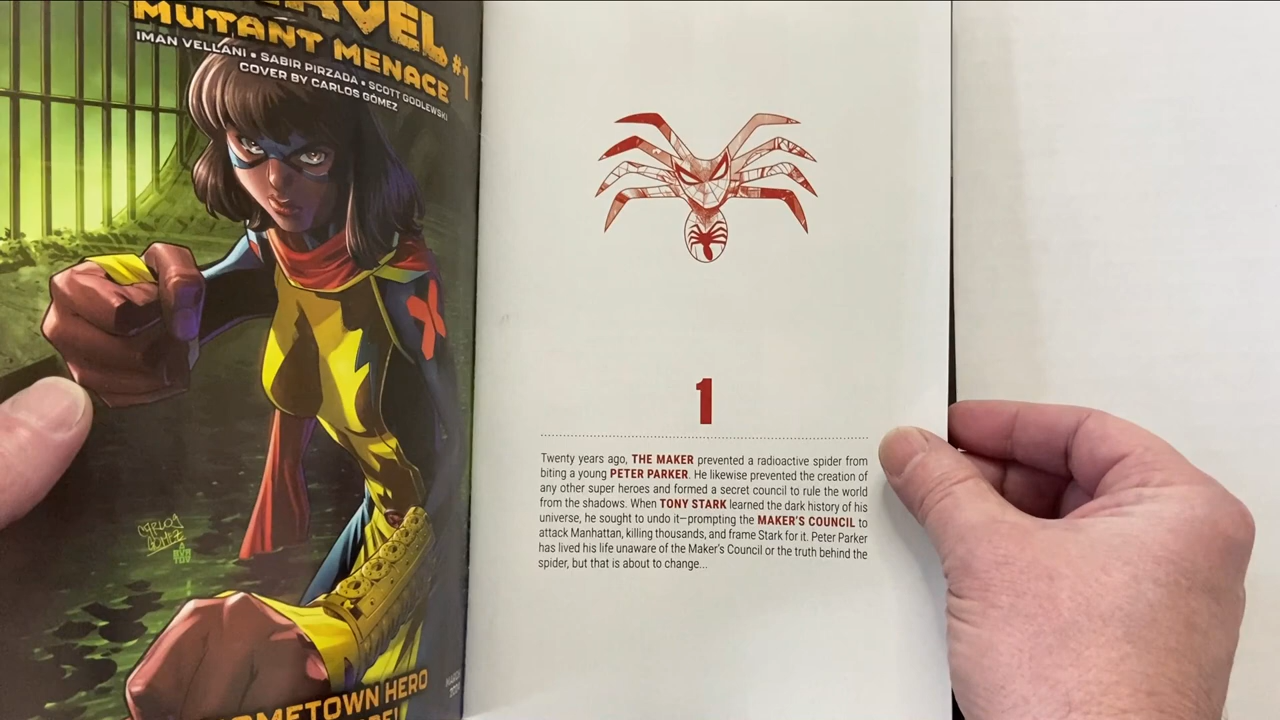 MUTANT MENACE #1
IMAN VELLANI • SABIR PIRZADA • SCOTT GODLEWSKI
COVER BY CARLOS GÓMEZ
CARLOS
GÓMEZ
HOMETOWN HERO
1
Twenty years ago, THE MAKER prevented a radioactive spider from
biting a young PETER PARKER. He likewise prevented the creation of
any other super heroes and formed a secret council to rule the world
from the shadows. When TONY STARK learned the dark history of his
universe, he sought to undo it—prompting the MAKER'S COUNCIL to
attack Manhattan, killing thousands, and frame Stark for it. Peter Parker
has lived his life unaware of the Maker's Council or the truth behind the
spider, but that is about to change...